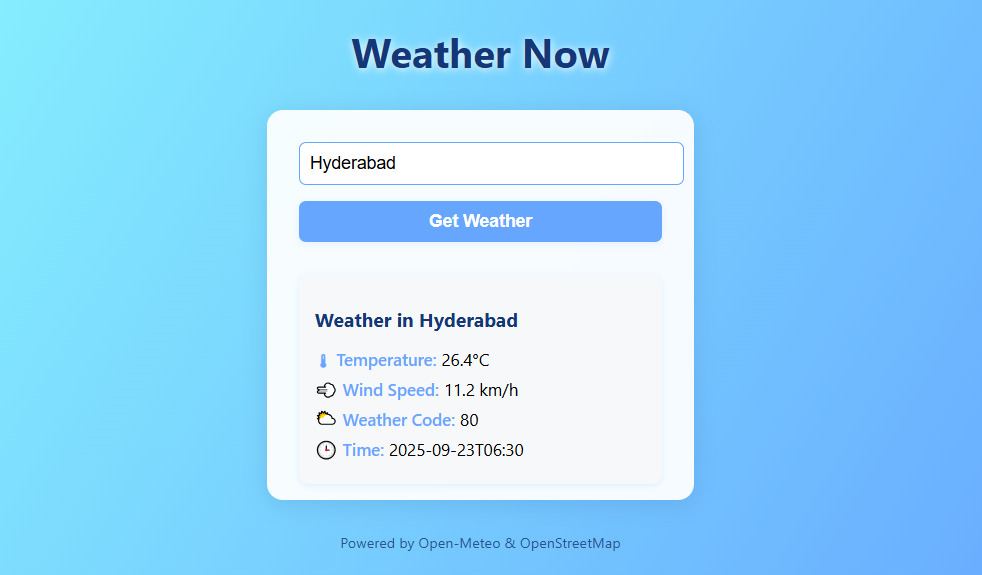 Weather Now
Hyderabad
Get Weather
Weather in Hyderabad
🌡 Temperature: 26.4°C
💨 Wind Speed: 11.2 km/h
🌥 Weather Code: 80
🕒 Time: 2025-09-23T06:30
Powered by Open-Meteo & OpenStreetMap